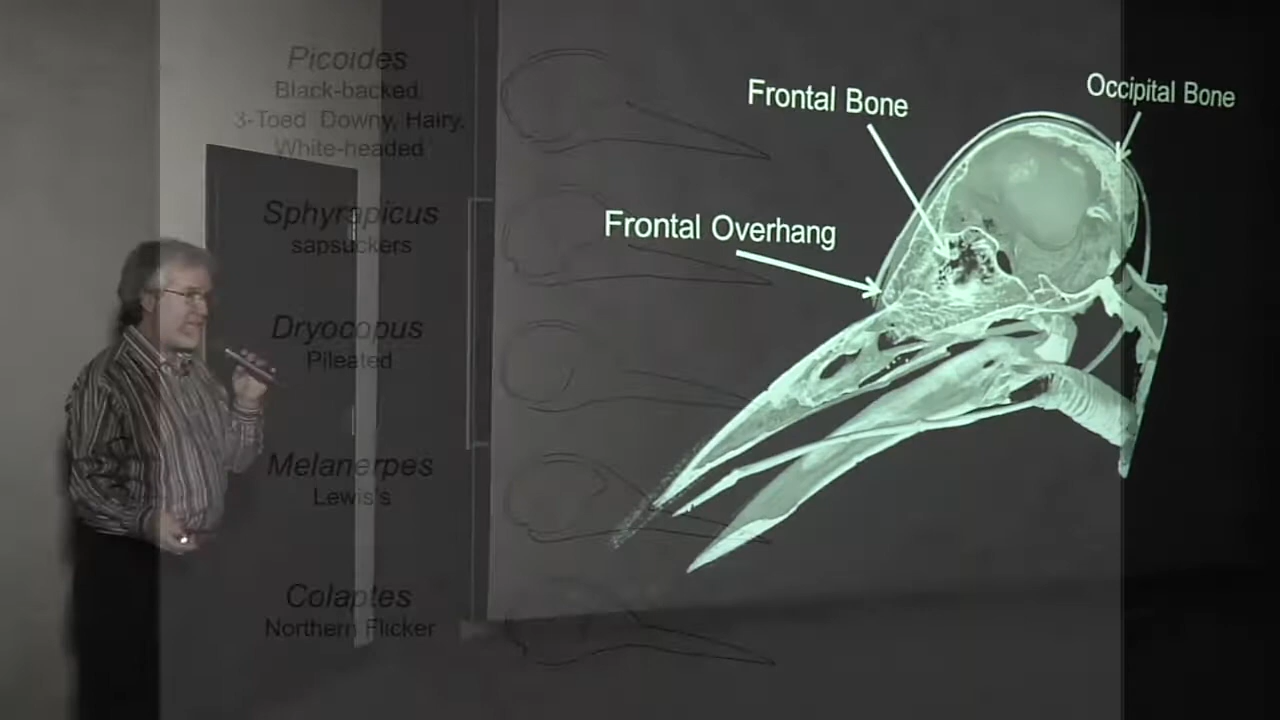 Picoides
Black-backed,
3-Toed Downy, Hairy,
White-headed
Sphyrapicus
sapsuckers
Dryocopus
Pileated
Melanerpes
Lewis's
Colaptes
Northern Flicker
Frontal Bone
Occipital Bone
Frontal Overhang